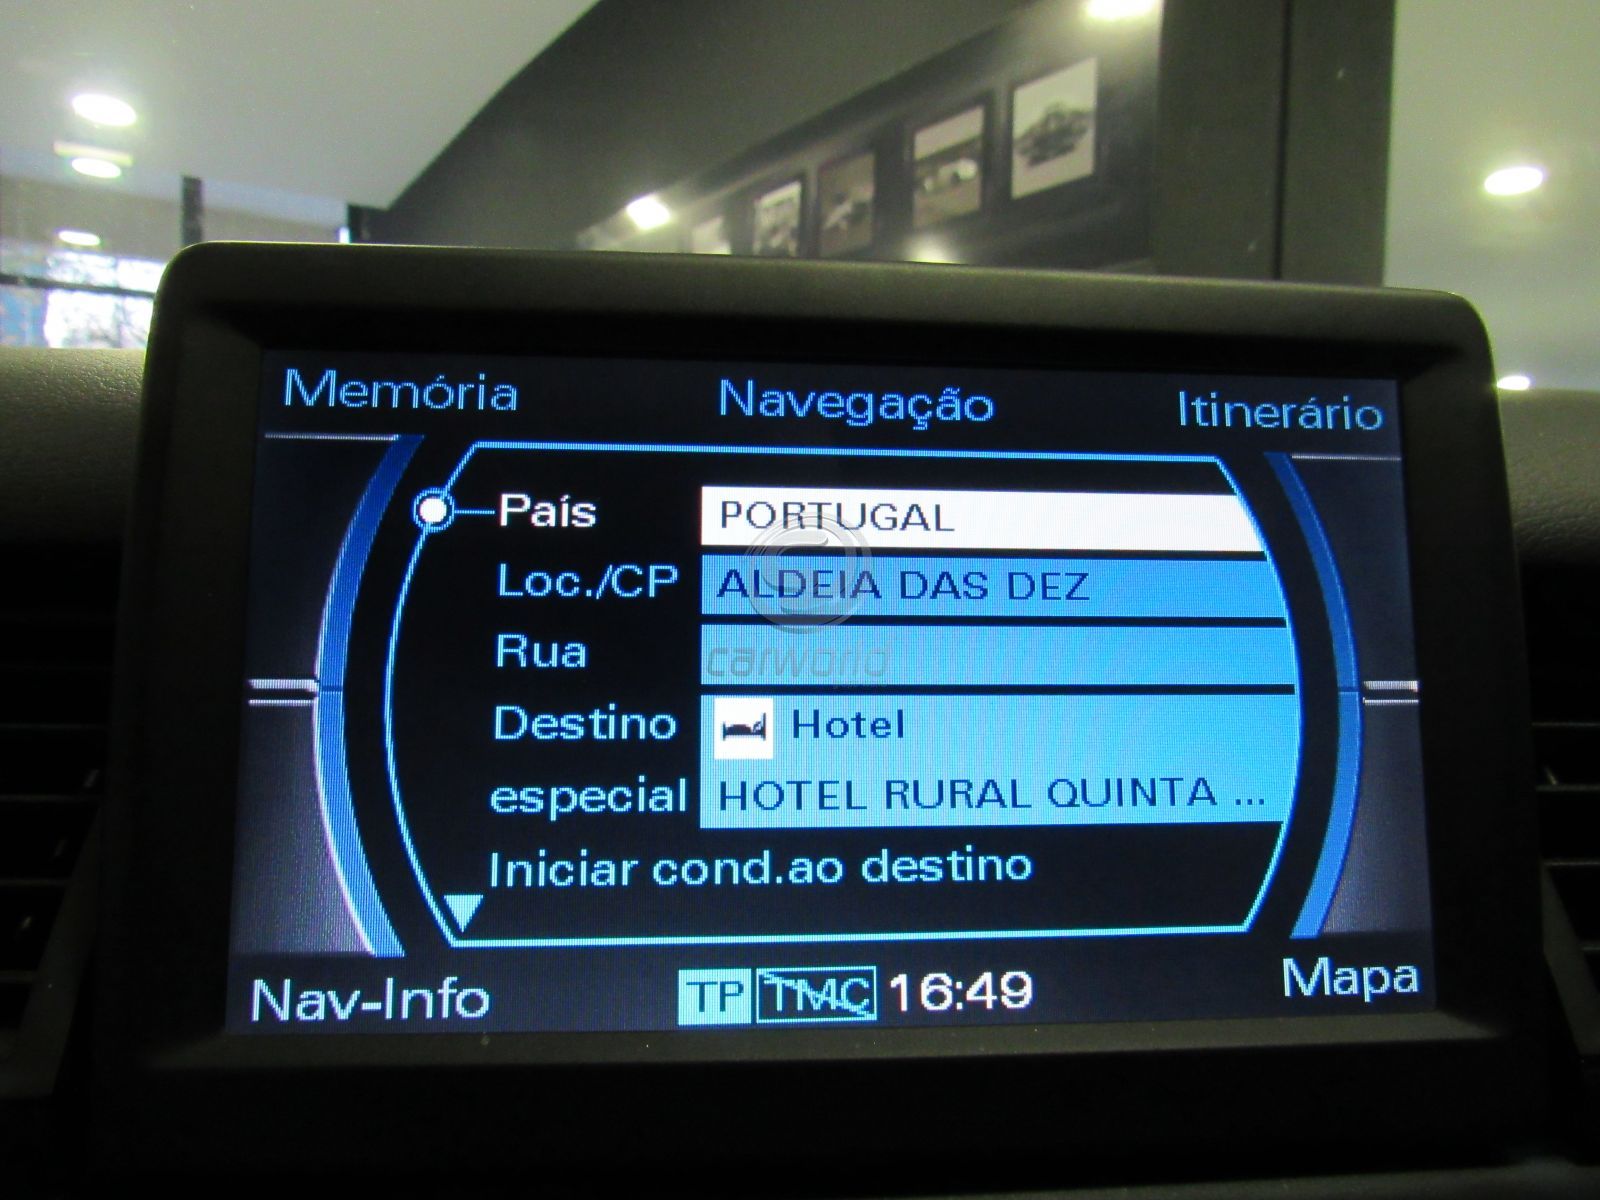 Memória Navegação Itinerário
País PORTUGAL
Loc./CP ALDEIA DAS DEZ
Rua
carworld
Destino Hotel
especial HOTEL RURAL QUINTA ...
Iniciar cond.ao destino
Nav-Info TP TMC 16:49 Mapa